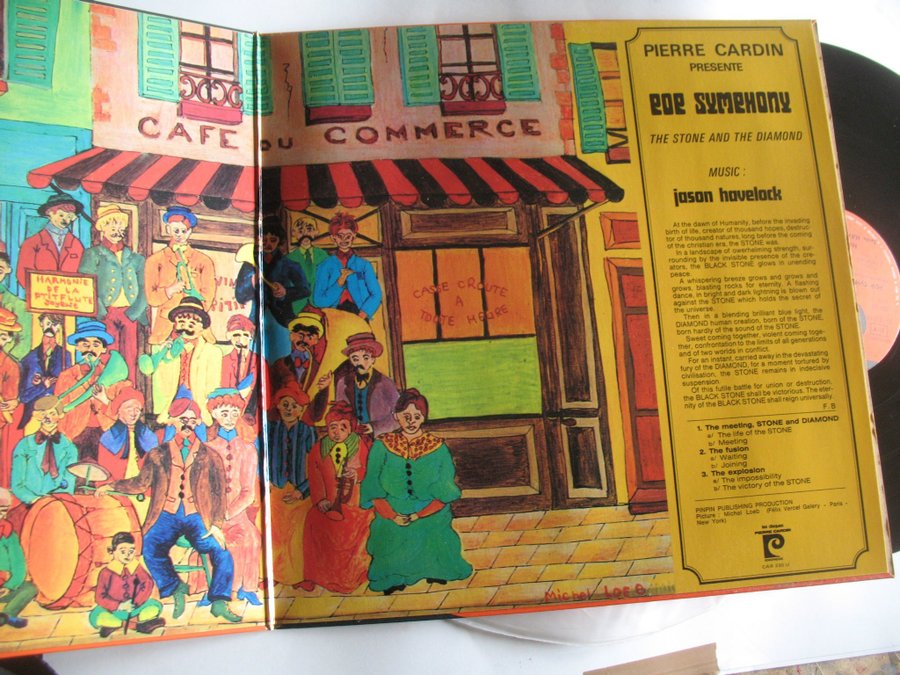 CAFE DU COMMERCE
HARMONIE
DE LA
CASSE CROUTE
A
TOUTE HEURE
Michel LOEB
PIERRE CARDIN
PRESENTE
POP SYMPHONY
THE STONE AND THE DIAMOND
MUSIC :
jason havelock
At the dawn of Humanity, before the invading
birth of life, creator of thousand hopes, destruc-
tor of thousand natures, long before the coming
of the christian era, the STONE was.
In a landscape of overhelming strength, sur-
rounding by the invisible presence of the cre-
ators, the BLACK STONE glows in unending
peace.
A whispering breeze grows and grows and
grows, blasting rocks for eternity. A flashing
dance, in bright and dark lightning is blown out
against the STONE which holds the secret of
the universe.
Then in a blending brilliant blue light, the
DIAMOND human creation, born of the STONE,
born hardly of the sound of the STONE.
Sweet coming together, violent coming toge-
ther, confrontation to the limits of all generations
and of two worlds in conflict.
For an instant, carried away in the devastating
fury of the DIAMOND, for a moment tortured by
civilisation, the STONE remains in indecisive
suspension.
Of this futile battle for union or destruction,
the BLACK STONE shall be victorious. The eter-
nity of the BLACK STONE shall reign universally.
F.B
1. The meeting, STONE and DIAMOND
a/ The life of the STONE
b/ Meeting
2. The fusion
a/ Waiting
b/ Joining
3. The explosion
a/ The impossibility
b/ The victory of the STONE
PINPIN PUBLISHING PRODUCTION
Picture : Michel Loeb (Félix Vercel Galery - Paris -
New York)
les disques
PIERRE CARDIN